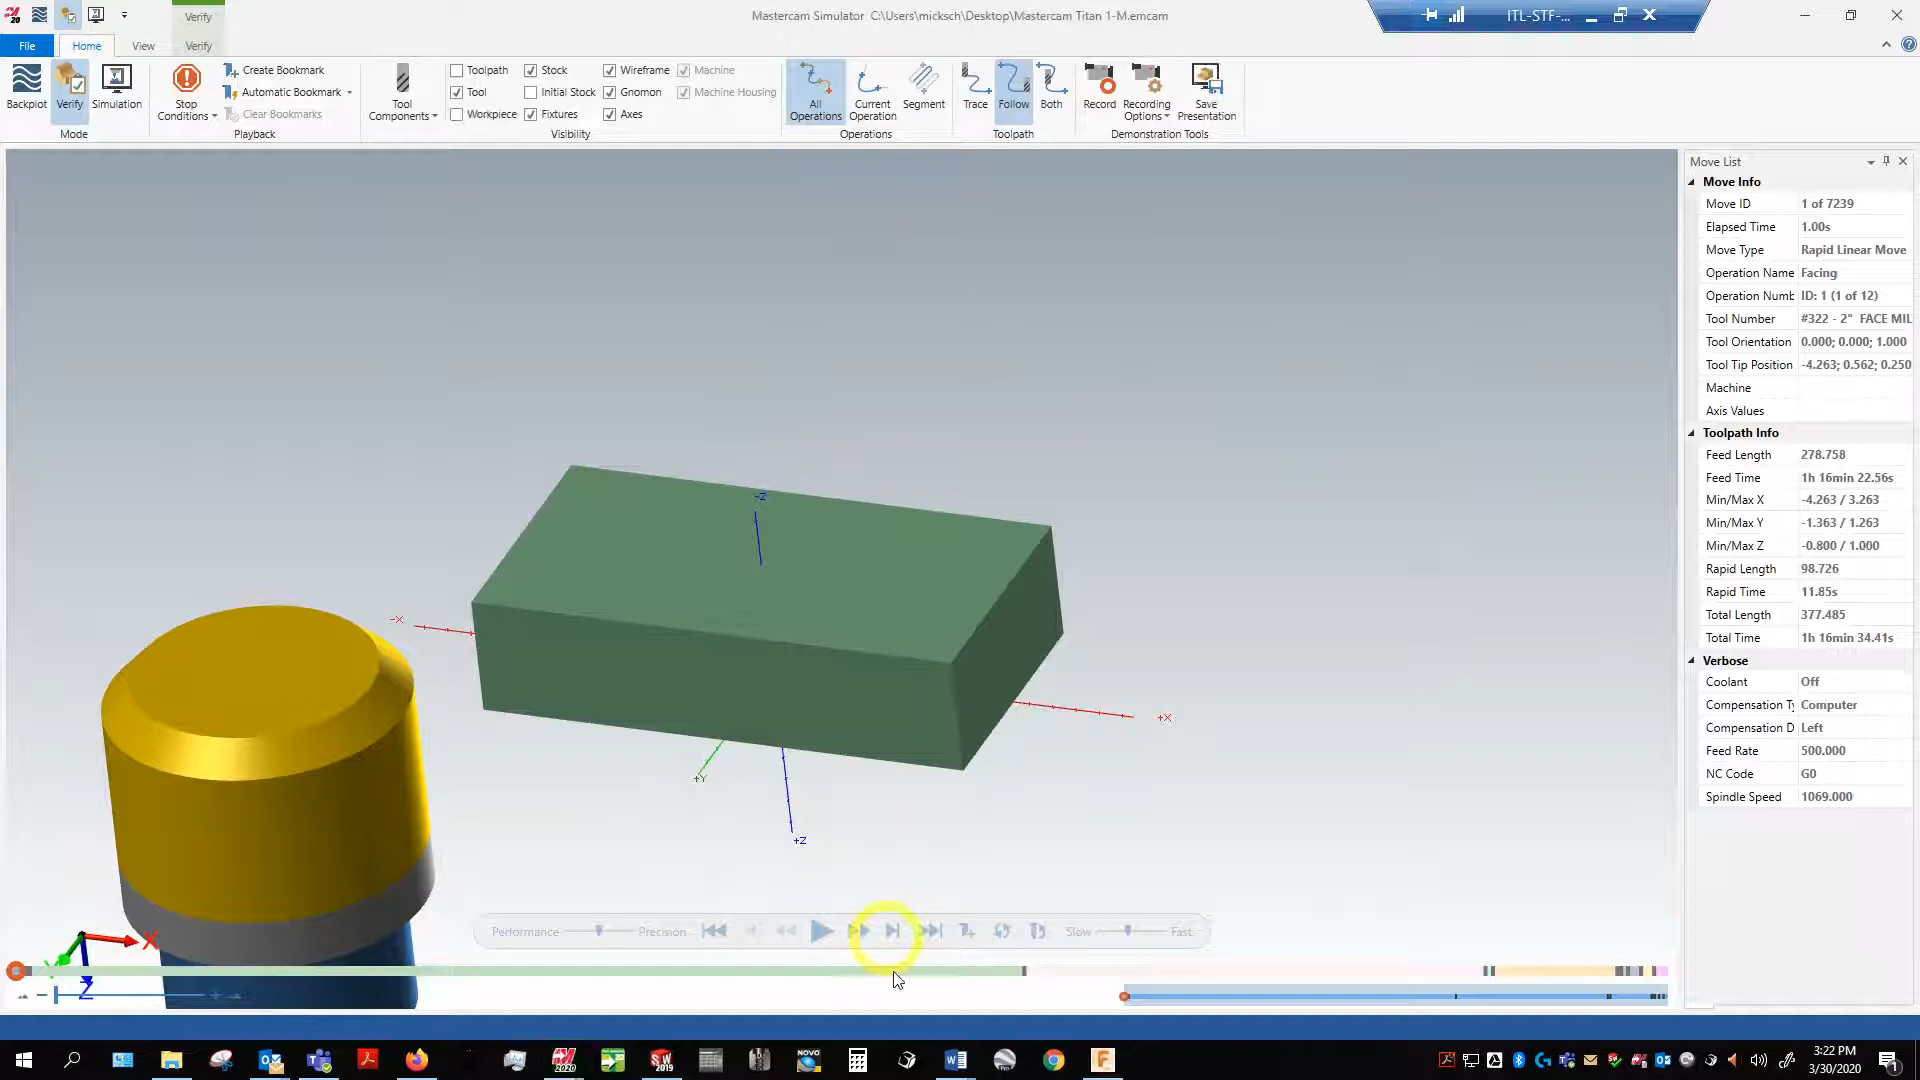 Verify
Mastercam Simulator  C:\Users\micksch\Desktop\Mastercam Titan 1-M.emcam
ITL-STF-...
File
Home
View
Verify
Backplot
Verify
Simulation
Mode
Stop
Conditions
Create Bookmark
Automatic Bookmark
Clear Bookmarks
Playback
Tool
Components
Toolpath
Stock
Wireframe
Machine
Tool
Initial Stock
Gnomon
Machine Housing
Workpiece
Fixtures
Axes
Visibility
All
Operations
Current
Operation
Segment
Operations
Trace
Follow
Both
Toolpath
Record
Recording
Options
Save
Presentation
Demonstration Tools
Move List
Move Info
Move ID 1 of 7239
Elapsed Time 1.00s
Move Type Rapid Linear Move
Operation Name Facing
Operation Numb ID: 1 (1 of 12)
Tool Number #322 - 2" FACE MIL
Tool Orientation 0.000; 0.000; 1.000
Tool Tip Position -4.263; 0.562; 0.250
Machine
Axis Values
Toolpath Info
Feed Length 278.758
Feed Time 1h 16min 22.56s
Min/Max X -4.263 / 3.263
Min/Max Y -1.363 / 1.263
Min/Max Z -0.800 / 1.000
Rapid Length 98.726
Rapid Time 11.85s
Total Length 377.485
Total Time 1h 16min 34.41s
Verbose
Coolant Off
Compensation Ty Computer
Compensation D Left
Feed Rate 500.000
NC Code G0
Spindle Speed 1069.000
-Z
-X
+X
+Y
+Z
X
Y
Z
Performance
Precision
Slow
Fast
3:22 PM
3/30/2020
2020
SW
2019
NOVO
1